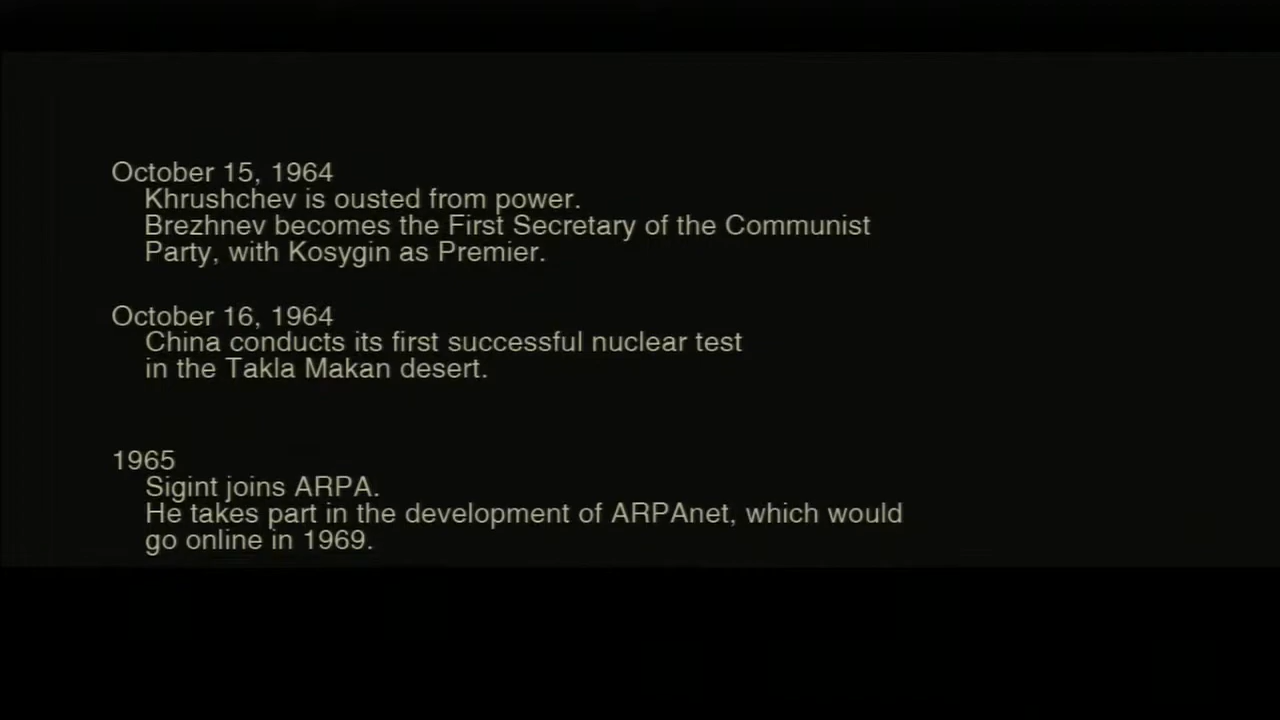 October 15, 1964
Khrushchev is ousted from power.
Brezhnev becomes the First Secretary of the Communist
Party, with Kosygin as Premier.
October 16, 1964
China conducts its first successful nuclear test
in the Takla Makan desert.
1965
Sigint joins ARPA.
He takes part in the development of ARPAnet, which would
go online in 1969.